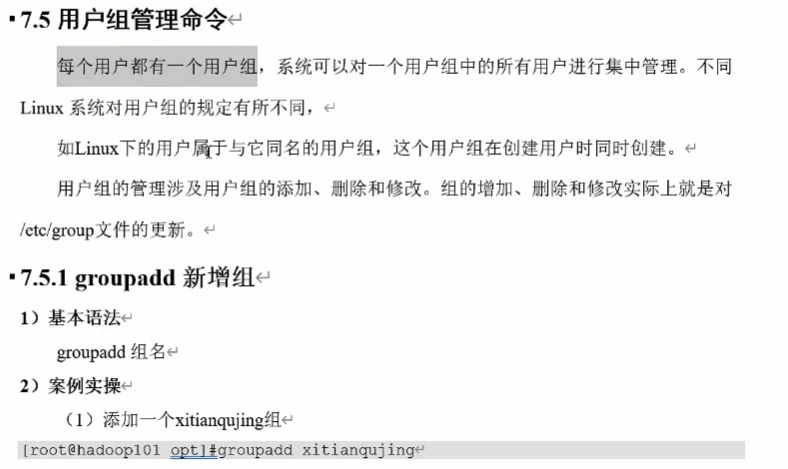 7.5 用户组管理命令
每个用户都有一个用户组，系统可以对一个用户组中的所有用户进行集中管理。不同
Linux 系统对用户组的规定有所不同，
如Linux下的用户属于与它同名的用户组，这个用户组在创建用户时同时创建。
用户组的管理涉及用户组的添加、删除和修改。组的增加、删除和修改实际上就是对
/etc/group文件的更新。
7.5.1 groupadd 新增组
1）基本语法
groupadd 组名
2）案例实操
（1）添加一个xitianqujing组
[root@hadoop101 opt]#groupadd xitianqujing